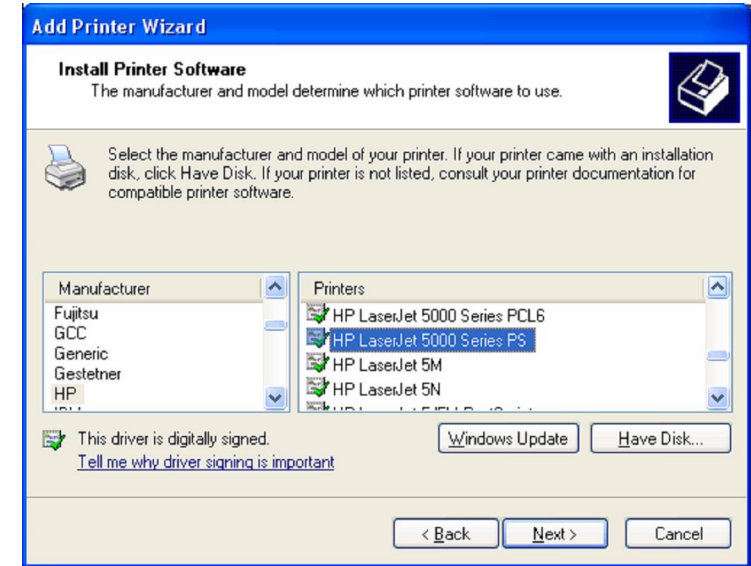 Add Printer Wizard
Install Printer Software
The manufacturer and model determine which printer software to use.
Select the manufacturer and model of your printer. If your printer came with an installation
disk, click Have Disk. If your printer is not listed, consult your printer documentation for
compatible printer software.
Manufacturer
Fujitsu
GCC
Generic
Gestetner
HP
Printers
HP LaserJet 5000 Series PCL6
HP LaserJet 5000 Series PS
HP LaserJet 5M
HP LaserJet 5N
This driver is digitally signed.
Tell me why driver signing is important
Windows Update
Have Disk...
< Back
Next >
Cancel